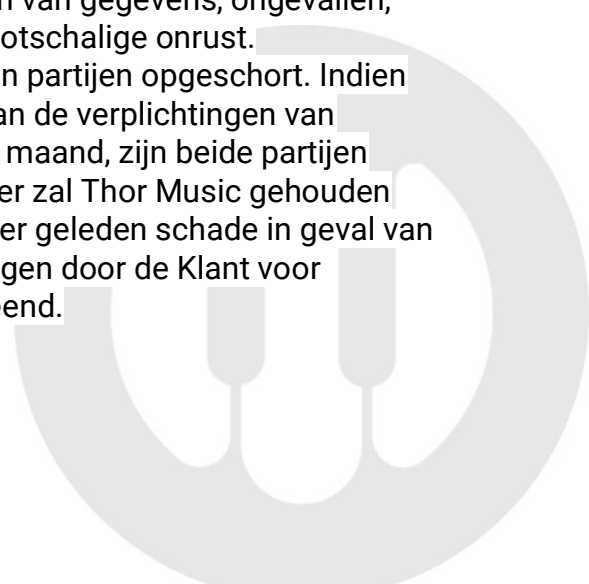 van gegevens, ongevallen,
otschalige onrust.
n partijen opgeschort. Indien
an de verplichtingen van
maand, zijn beide partijen
er zal Thor Music gehouden
er geleden schade in geval van
gen door de Klant voor
end.